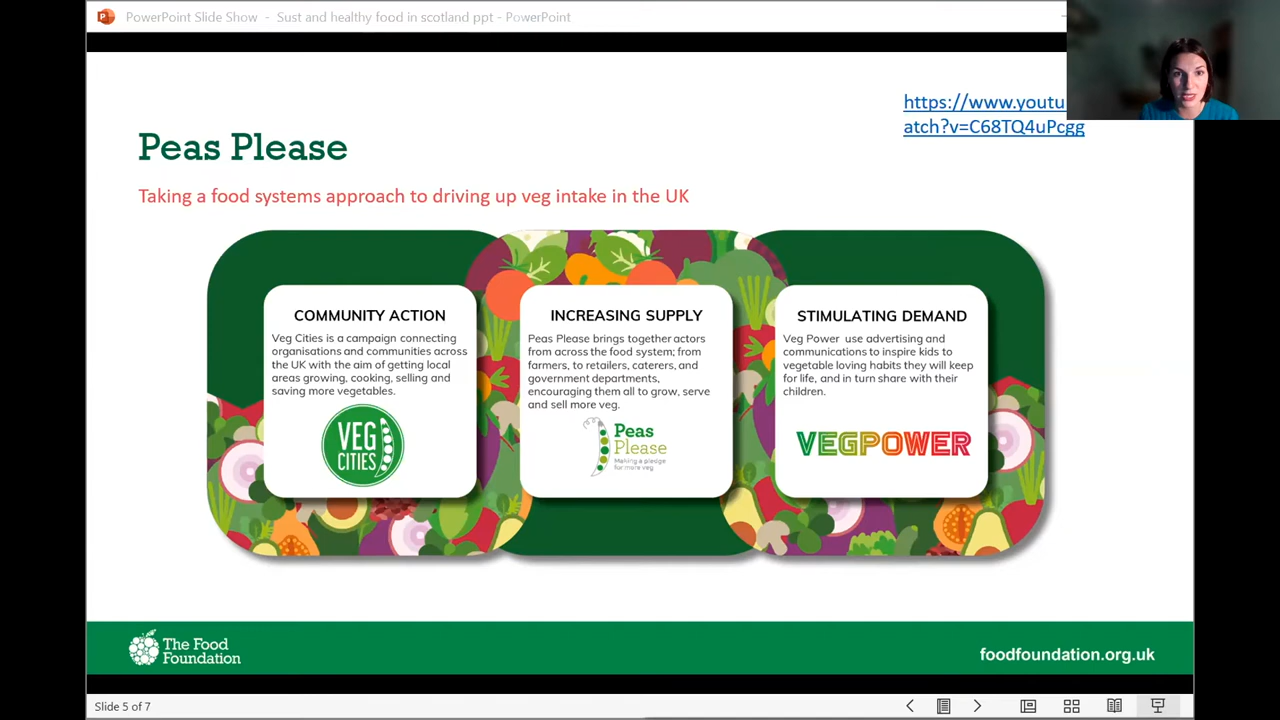 PowerPoint Slide Show - Sust and healthy food in scotland ppt - PowerPoint
https://www.youtu
atch?v=C68TQ4uPcgg
Peas Please
Taking a food systems approach to driving up veg intake in the UK
COMMUNITY ACTION
Veg Cities is a campaign connecting
organisations and communities across
the UK with the aim of getting local
areas growing, cooking, selling and
saving more vegetables.
VEG
CITIES
INCREASING SUPPLY
Peas Please brings together actors
from across the food system; from
farmers, to retailers, caterers, and
government departments,
encouraging them all to grow, serve
and sell more veg.
Peas
Please
Making a pledge
for more veg
STIMULATING DEMAND
Veg Power use advertising and
communications to inspire kids to
vegetable loving habits they will keep
for life, and in turn share with their
children.
VEGPOWER
The Food
Foundation
foodfoundation.org.uk
Slide 5 of 7